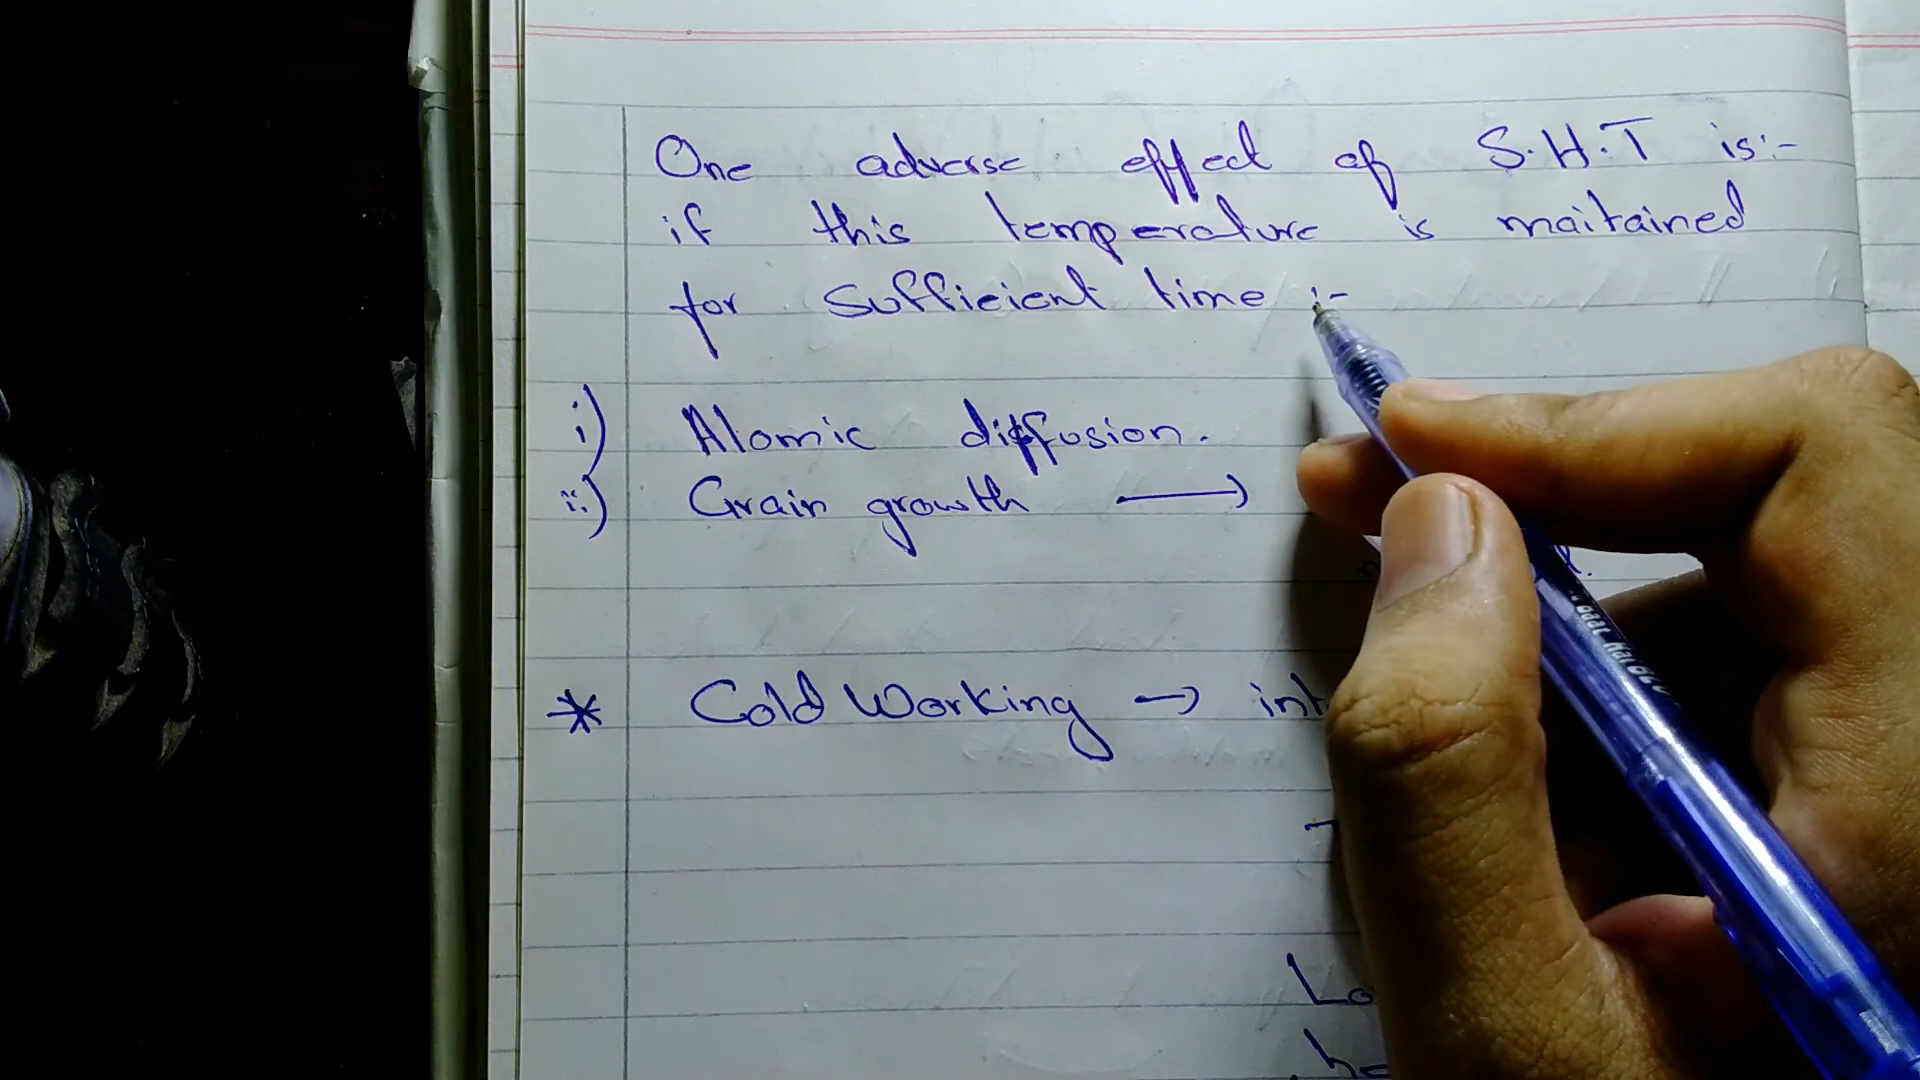 One adverse effect of S.H.T is:-
if this temperature is maitained
for sufficient time :-
i) Atomic diffusion.
ii) Grain growth →
* Cold Working →